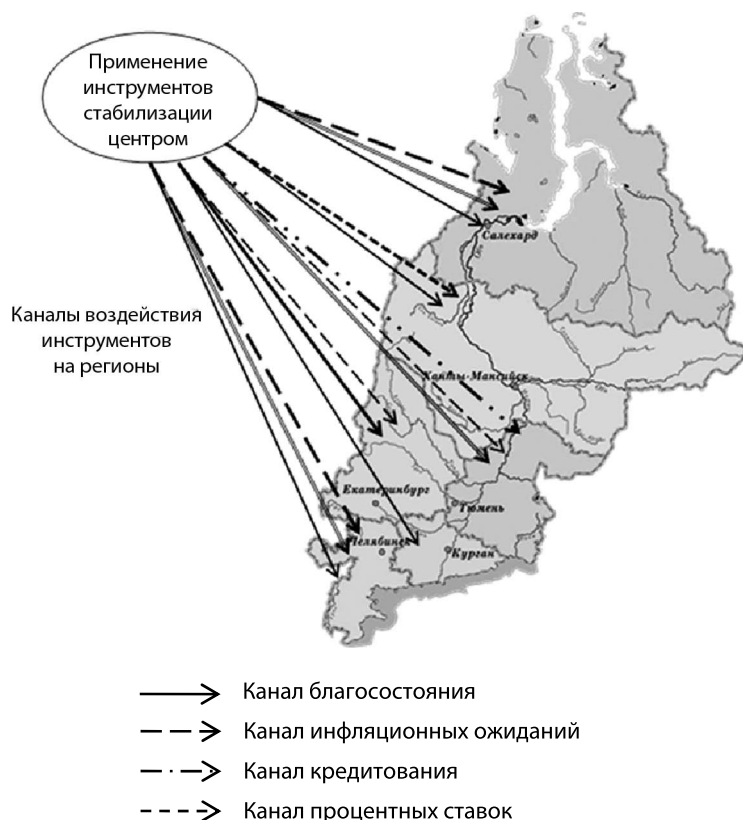 Применение
инструментов
стабилизации
центром
Салехард
Каналы воздействия
инструментов
на регионы
Ханты-Мансийск
Екатеринбург
Тюмень
Челябинск
Курган
Канал благосостояния
Канал инфляционных ожиданий
Канал кредитования
Канал процентных ставок